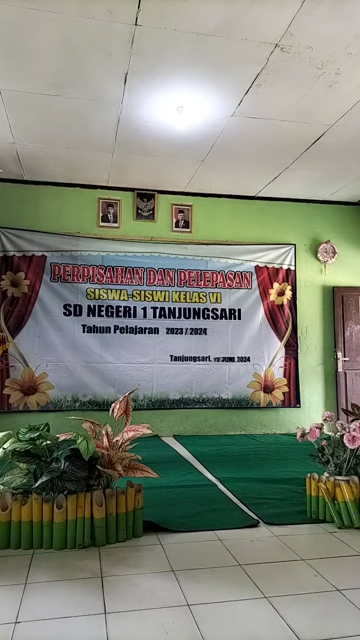 PERPISAHAN DAN PELEPASAN
SISWA-SISWI KELAS VI
SD NEGERI 1 TANJUNGSARI
Tahun Pelajaran 2023 / 2024
Tanjungsari, JUNI 2024